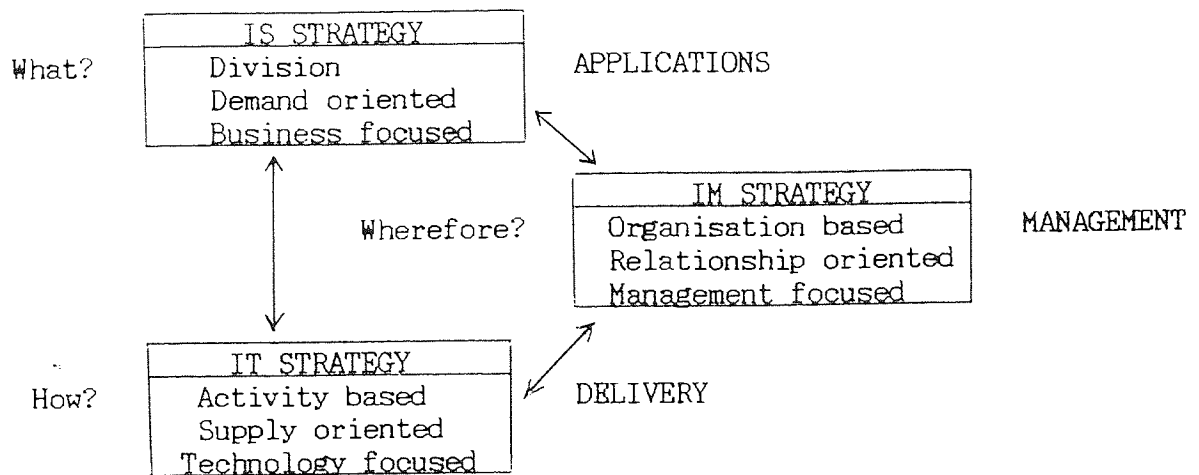 IS STRATEGY
What?
Division
APPLICATIONS
Demand oriented
Business focused
IM STRATEGY
Wherefore?
Organisation based
MANAGEMENT
Relationship oriented
Management focused
IT STRATEGY
How?
Activity based
DELIVERY
Supply oriented
Technology focused